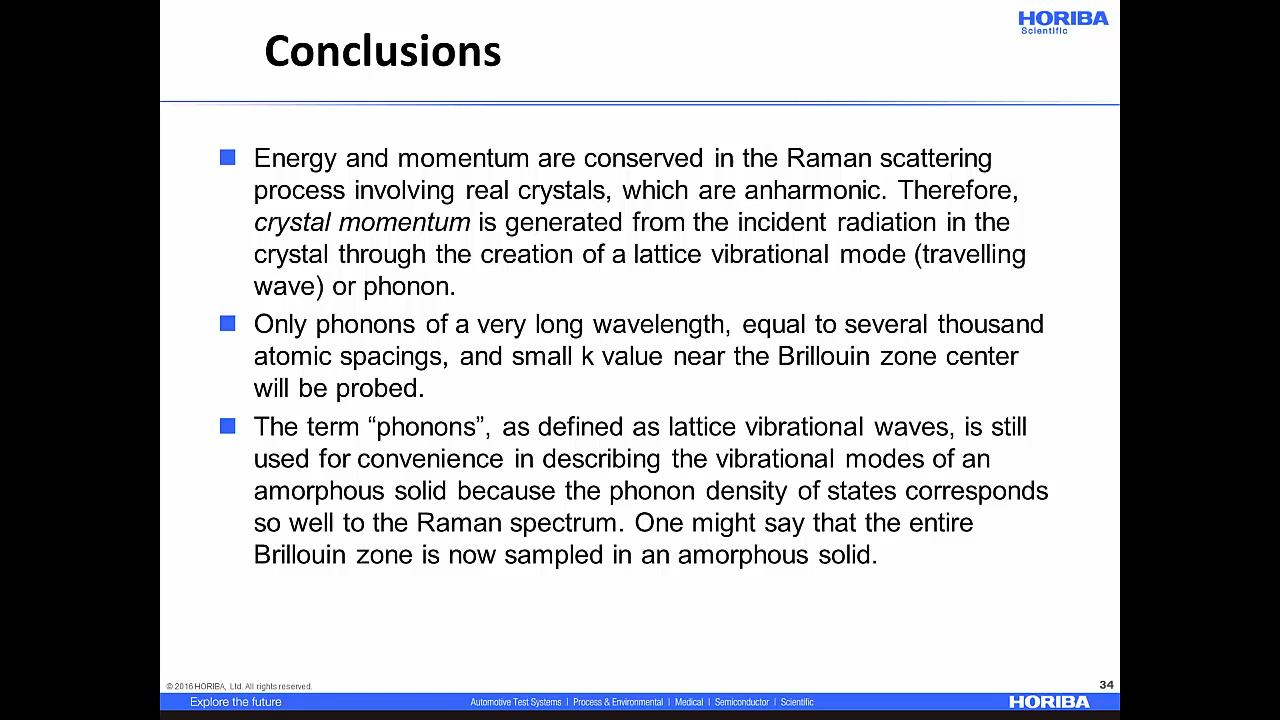 HORIBA
Scientific
Conclusions
Energy and momentum are conserved in the Raman scattering
process involving real crystals, which are anharmonic. Therefore,
crystal momentum is generated from the incident radiation in the
crystal through the creation of a lattice vibrational mode (travelling
wave) or phonon.
Only phonons of a very long wavelength, equal to several thousand
atomic spacings, and small k value near the Brillouin zone center
will be probed.
The term “phonons”, as defined as lattice vibrational waves, is still
used for convenience in describing the vibrational modes of an
amorphous solid because the phonon density of states corresponds
so well to the Raman spectrum. One might say that the entire
Brillouin zone is now sampled in an amorphous solid.
© 2016 HORIBA, Ltd. All rights reserved.
34
Explore the future
Automotive Test Systems | Process & Environmental | Medical | Semiconductor | Scientific
HORIBA